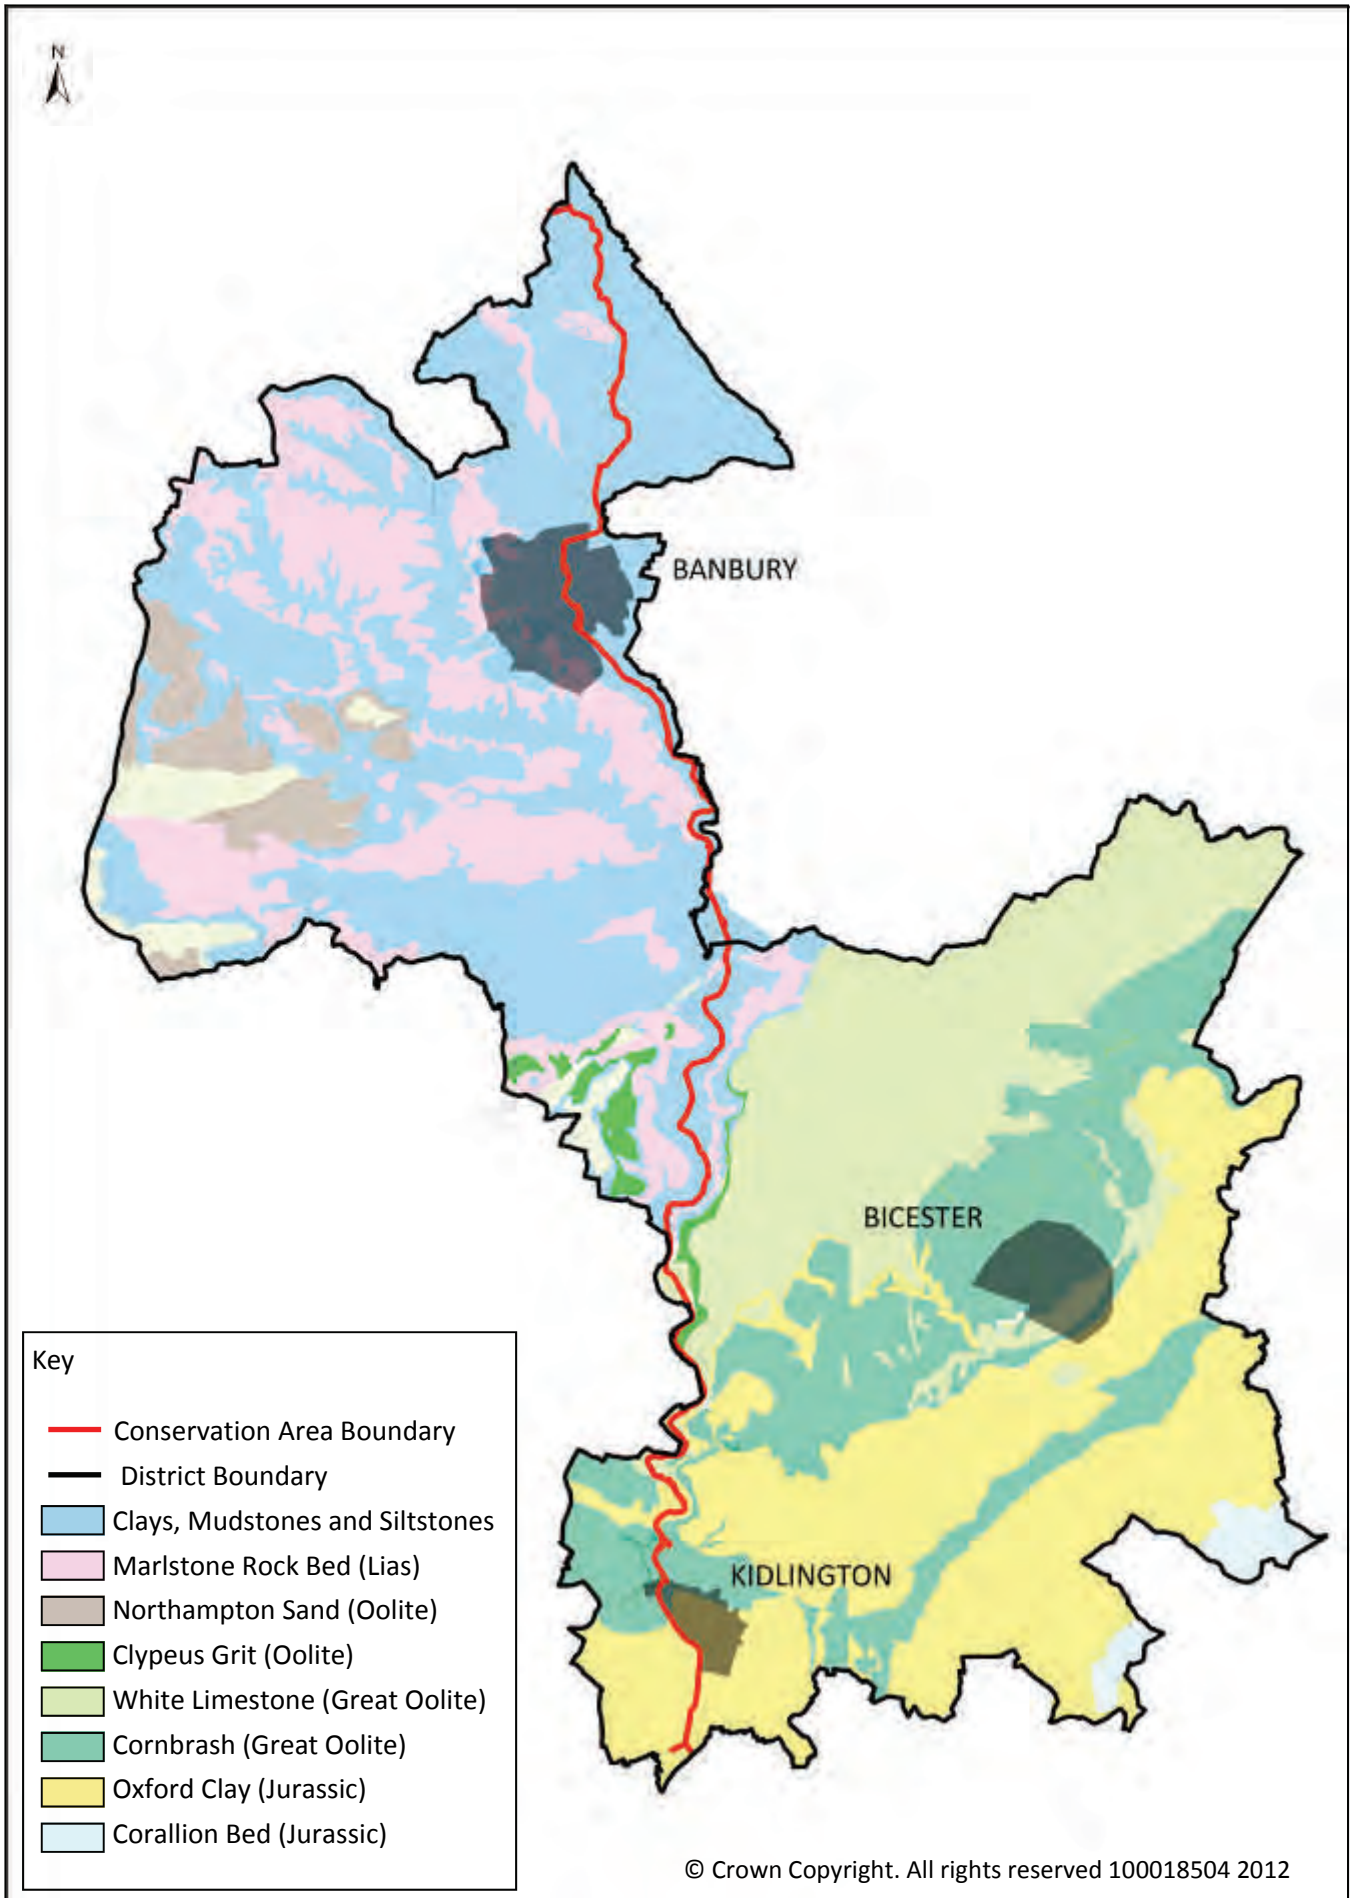 N
BANBURY
BICESTER
KIDLINGTON
Key
Conservation Area Boundary
District Boundary
Clays, Mudstones and Siltstones
Marlstone Rock Bed (Lias)
Northampton Sand (Oolite)
Clypeus Grit (Oolite)
White Limestone (Great Oolite)
Cornbrash (Great Oolite)
Oxford Clay (Jurassic)
Corallion Bed (Jurassic)
© Crown Copyright. All rights reserved 100018504 2012